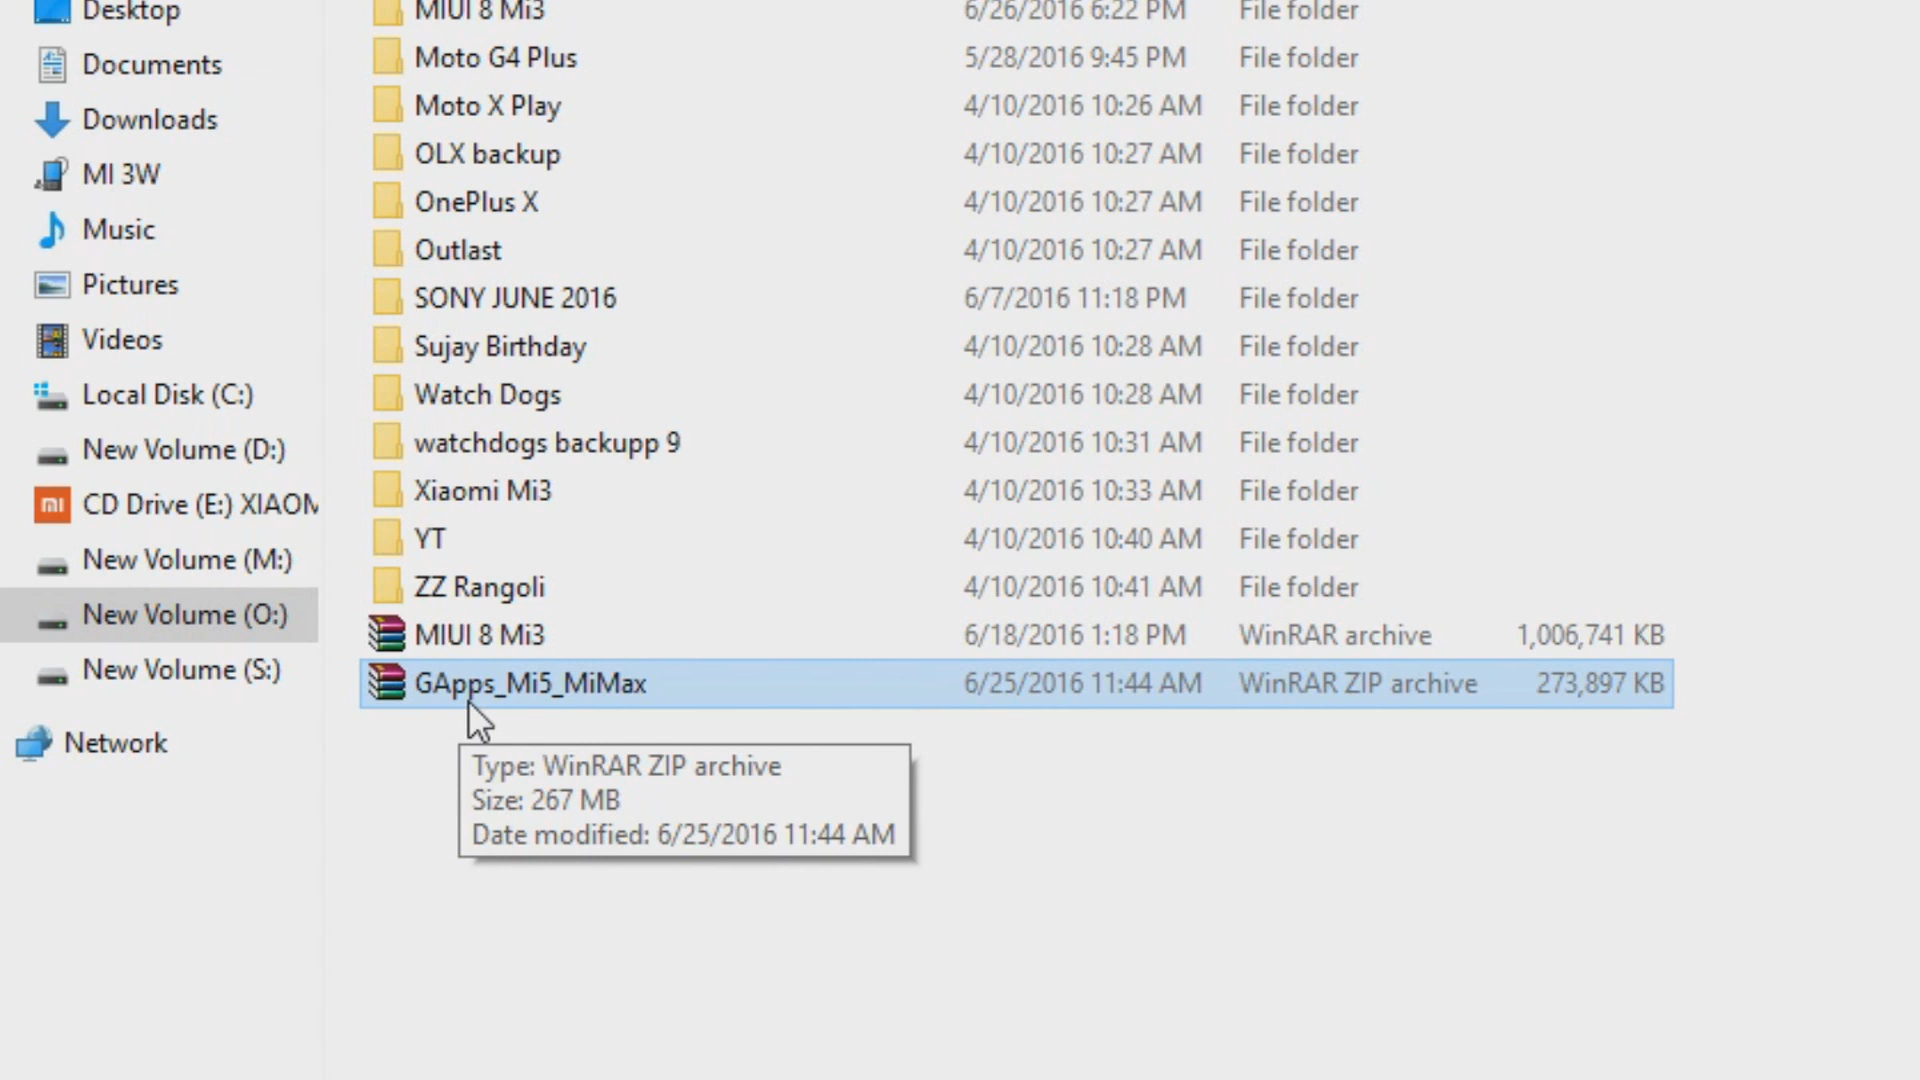 Desktop
Documents
Downloads
MI 3W
Music
Pictures
Videos
Local Disk (C:)
New Volume (D:)
mi CD Drive (E:) XIAOM
New Volume (M:)
New Volume (O:)
New Volume (S:)
Network
MIUI 8 Mi3 6/26/2016 6:22 PM File folder
Moto G4 Plus 5/28/2016 9:45 PM File folder
Moto X Play 4/10/2016 10:26 AM File folder
OLX backup 4/10/2016 10:27 AM File folder
OnePlus X 4/10/2016 10:27 AM File folder
Outlast 4/10/2016 10:27 AM File folder
SONY JUNE 2016 6/7/2016 11:18 PM File folder
Sujay Birthday 4/10/2016 10:28 AM File folder
Watch Dogs 4/10/2016 10:28 AM File folder
watchdogs backupp 9 4/10/2016 10:31 AM File folder
Xiaomi Mi3 4/10/2016 10:33 AM File folder
YT 4/10/2016 10:40 AM File folder
ZZ Rangoli 4/10/2016 10:41 AM File folder
MIUI 8 Mi3 6/18/2016 1:18 PM WinRAR archive 1,006,741 KB
GApps_Mi5_MiMax 6/25/2016 11:44 AM WinRAR ZIP archive 273,897 KB
Type: WinRAR ZIP archive
Size: 267 MB
Date modified: 6/25/2016 11:44 AM